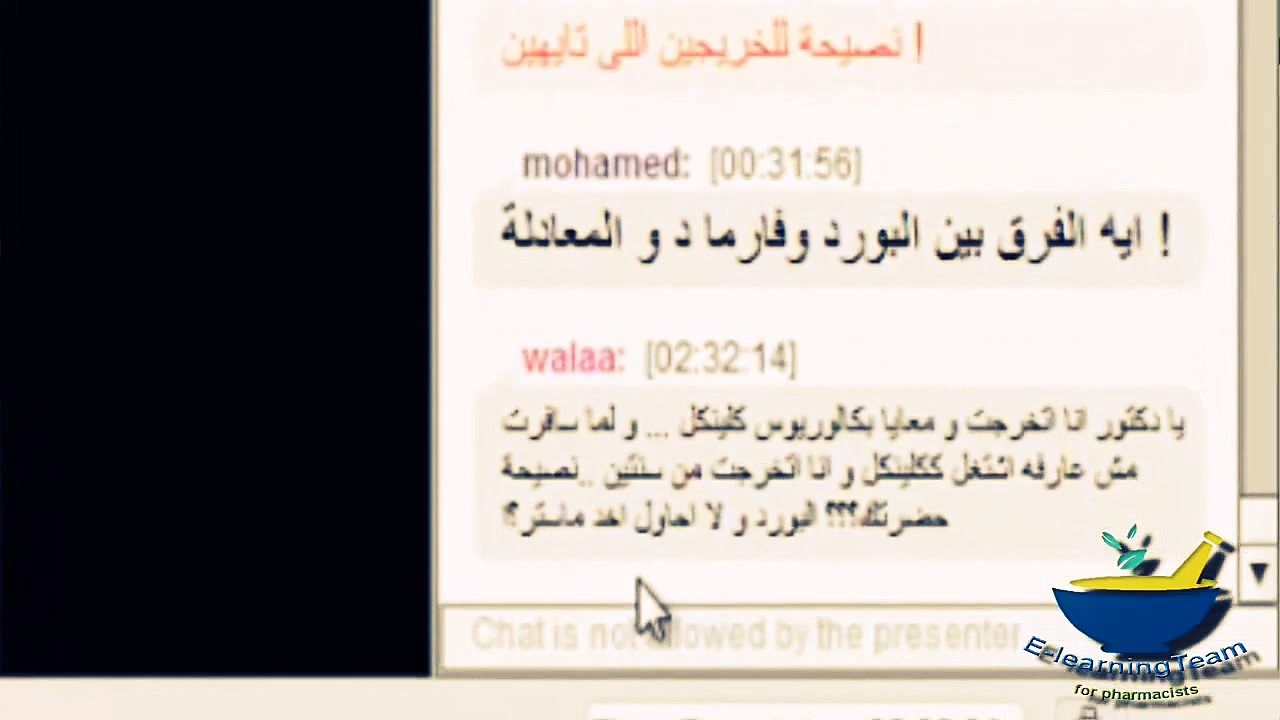 نصيحة للخريجين اللى تايهين !
mohamed: [00:31:56]
ايه الفرق بين البورد وفارما د و المعادلة !
walaa: [02:32:14]
يا دكتور انا اتخرجت و معايا بكالوريوس كلينكل ... و لما سافرت
مش عارفه اشتغل ككلينكل و انا اتخرجت من سنتين ..نصيحة
حضرتك؟؟؟ البورد و لا احاول اخد ماستر؟!
Chat is not allowed by the presenter
E-learningTeam
for pharmacists